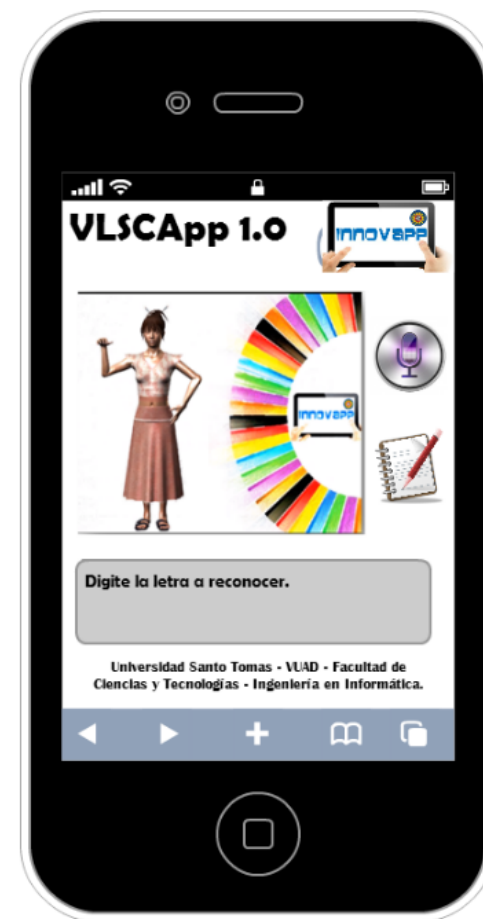 VLSCApp 1.0
INNOVAPP
INNOVAPP
Digite la letra a reconocer.
Universidad Santo Tomas - VUAD - Facultad de
Ciencias y Tecnologías - Ingeniería en Informática.